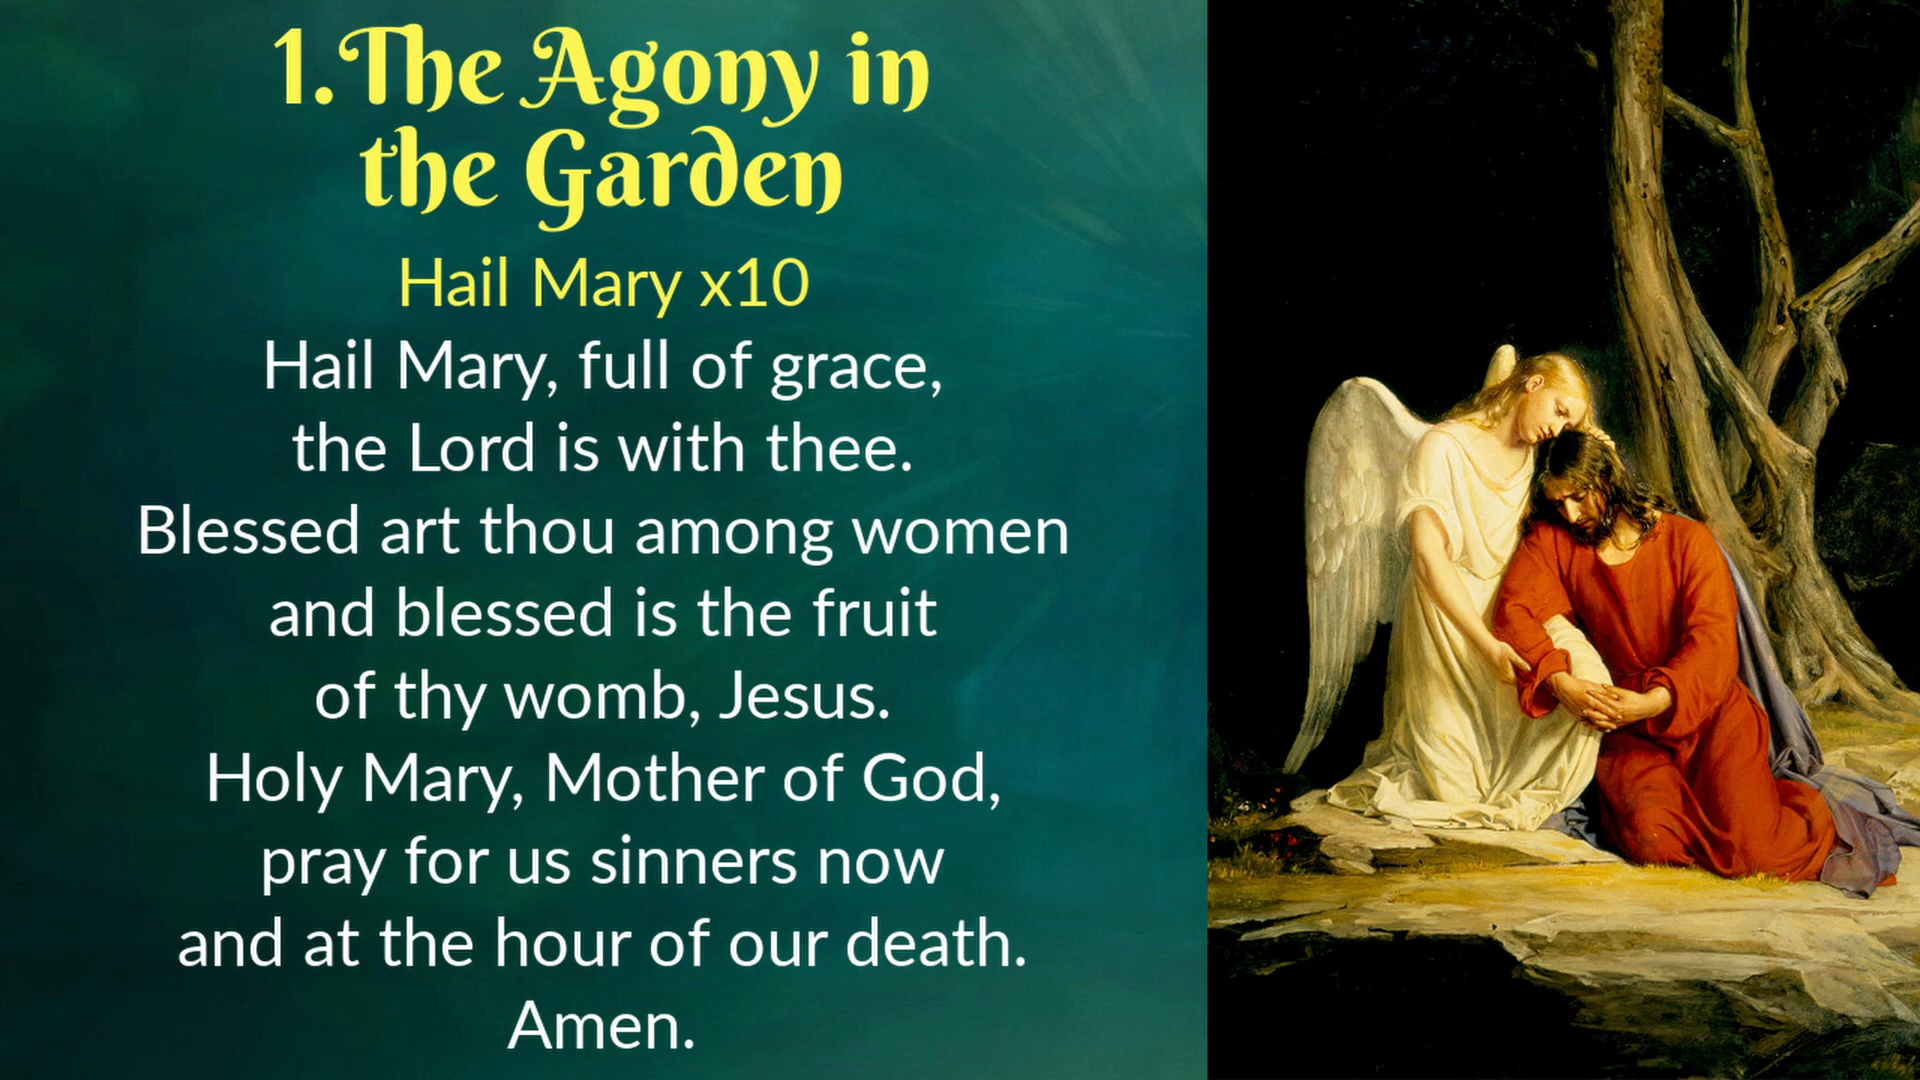 1.The Agony in
the Garden
Hail Mary x10
Hail Mary, full of grace,
the Lord is with thee.
Blessed art thou among women
and blessed is the fruit
of thy womb, Jesus.
Holy Mary, Mother of God,
pray for us sinners now
and at the hour of our death.
Amen.